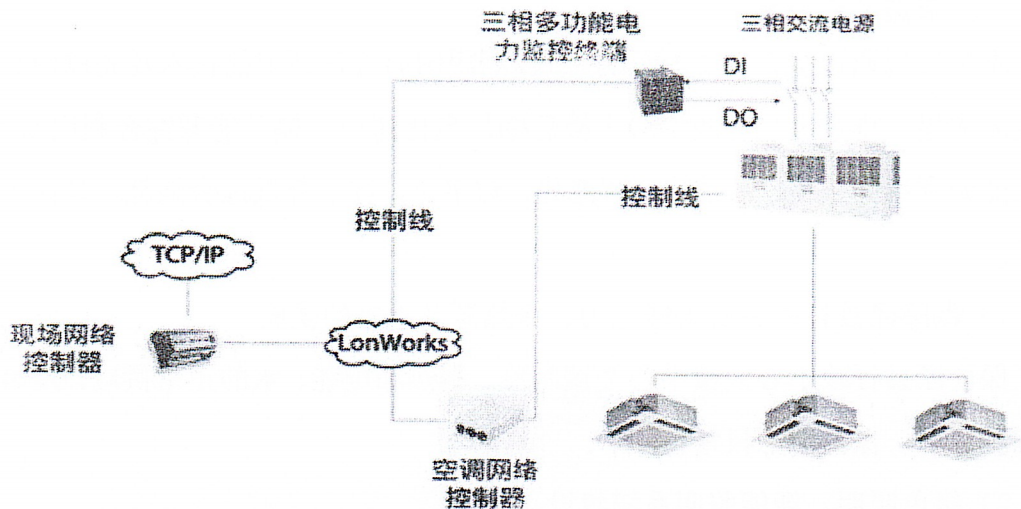 三相多功能电
力监控终端
三相交流电源
DI
DO
控制线
控制线
TCP/IP
现场网络
控制器
LonWorks
空调网络
控制器